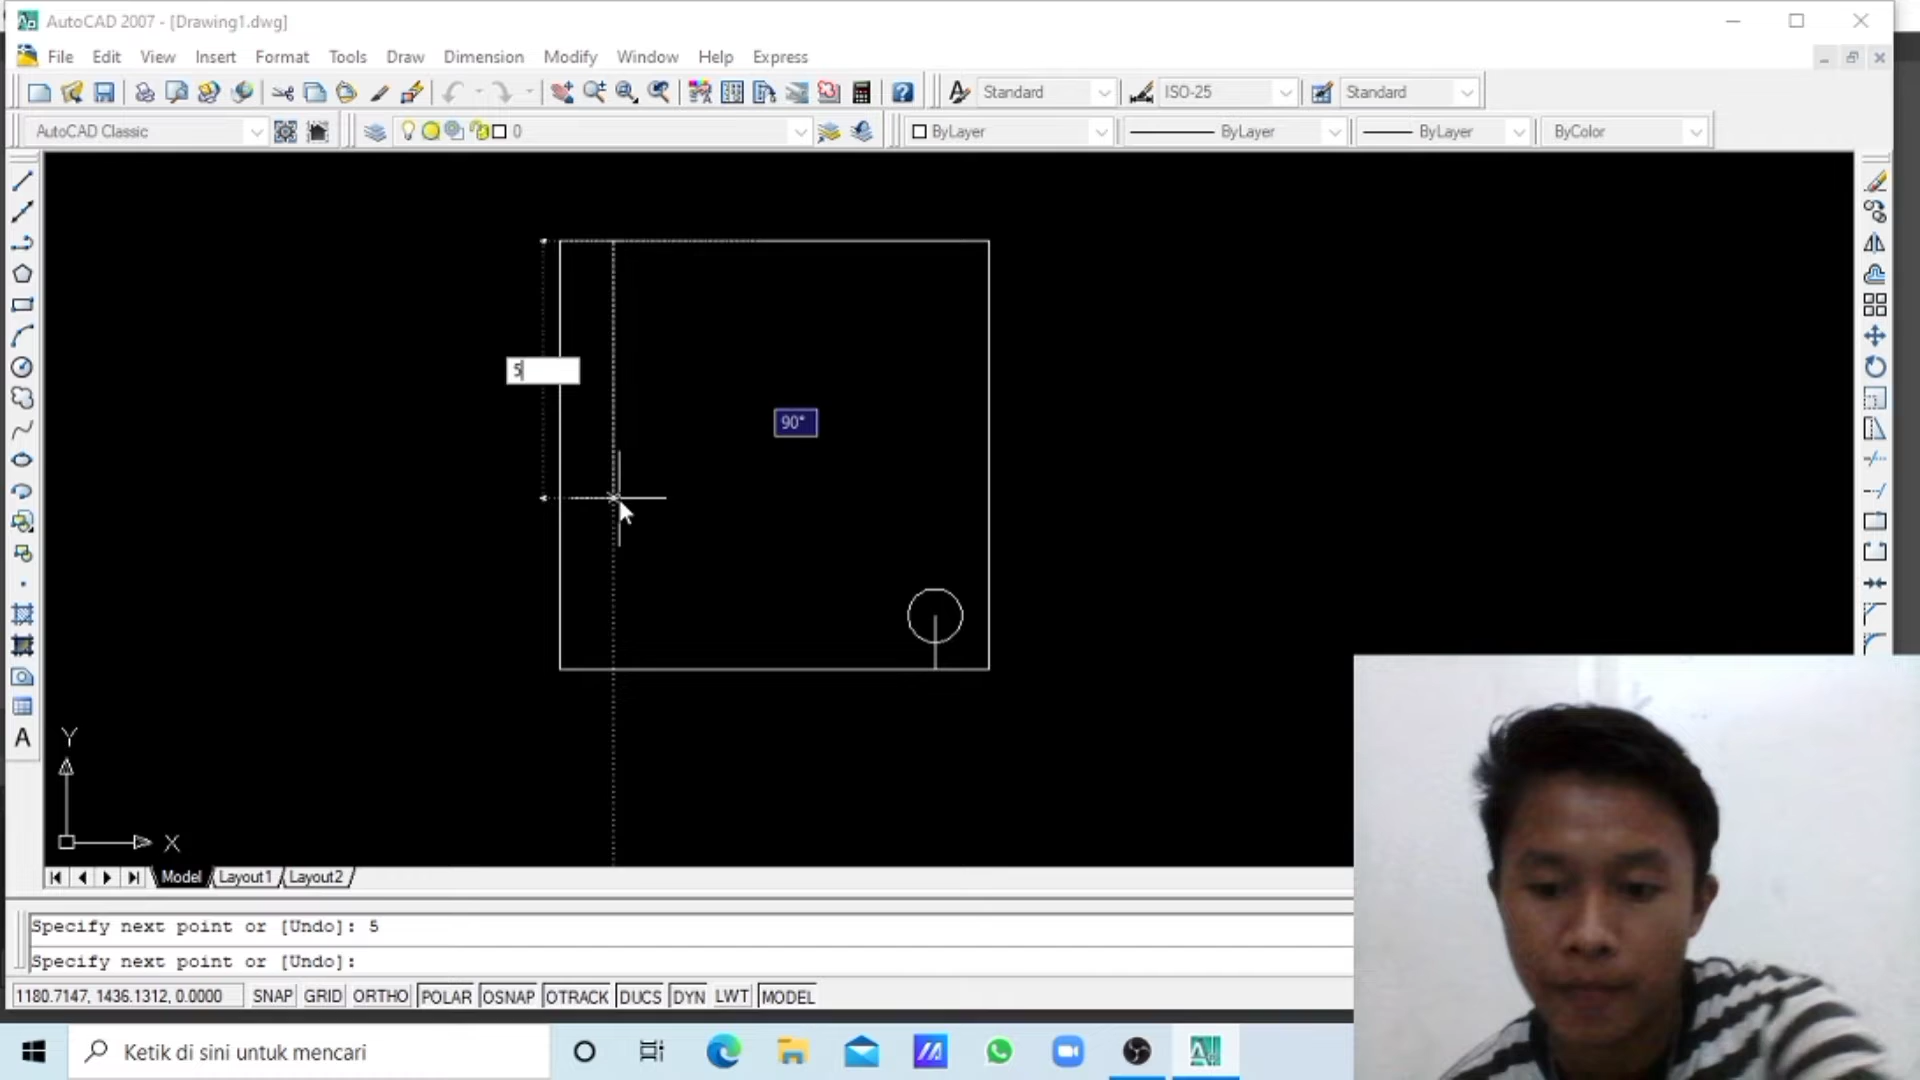 AutoCAD 2007 - [Drawing1.dwg]
File Edit View Insert Format Tools Draw Dimension Modify Window Help Express
Standard ISO-25 Standard
AutoCAD Classic 0 ByLayer ByLayer ByLayer ByColor
5
90°
Y
X
A
Model Layout1 Layout2
Specify next point or [Undo]: 5
Specify next point or [Undo]:
1180.7147, 1436.1312, 0.0000 SNAP GRID ORTHO POLAR OSNAP OTRACK DUCS DYN LWT MODEL
Ketik di sini untuk mencari